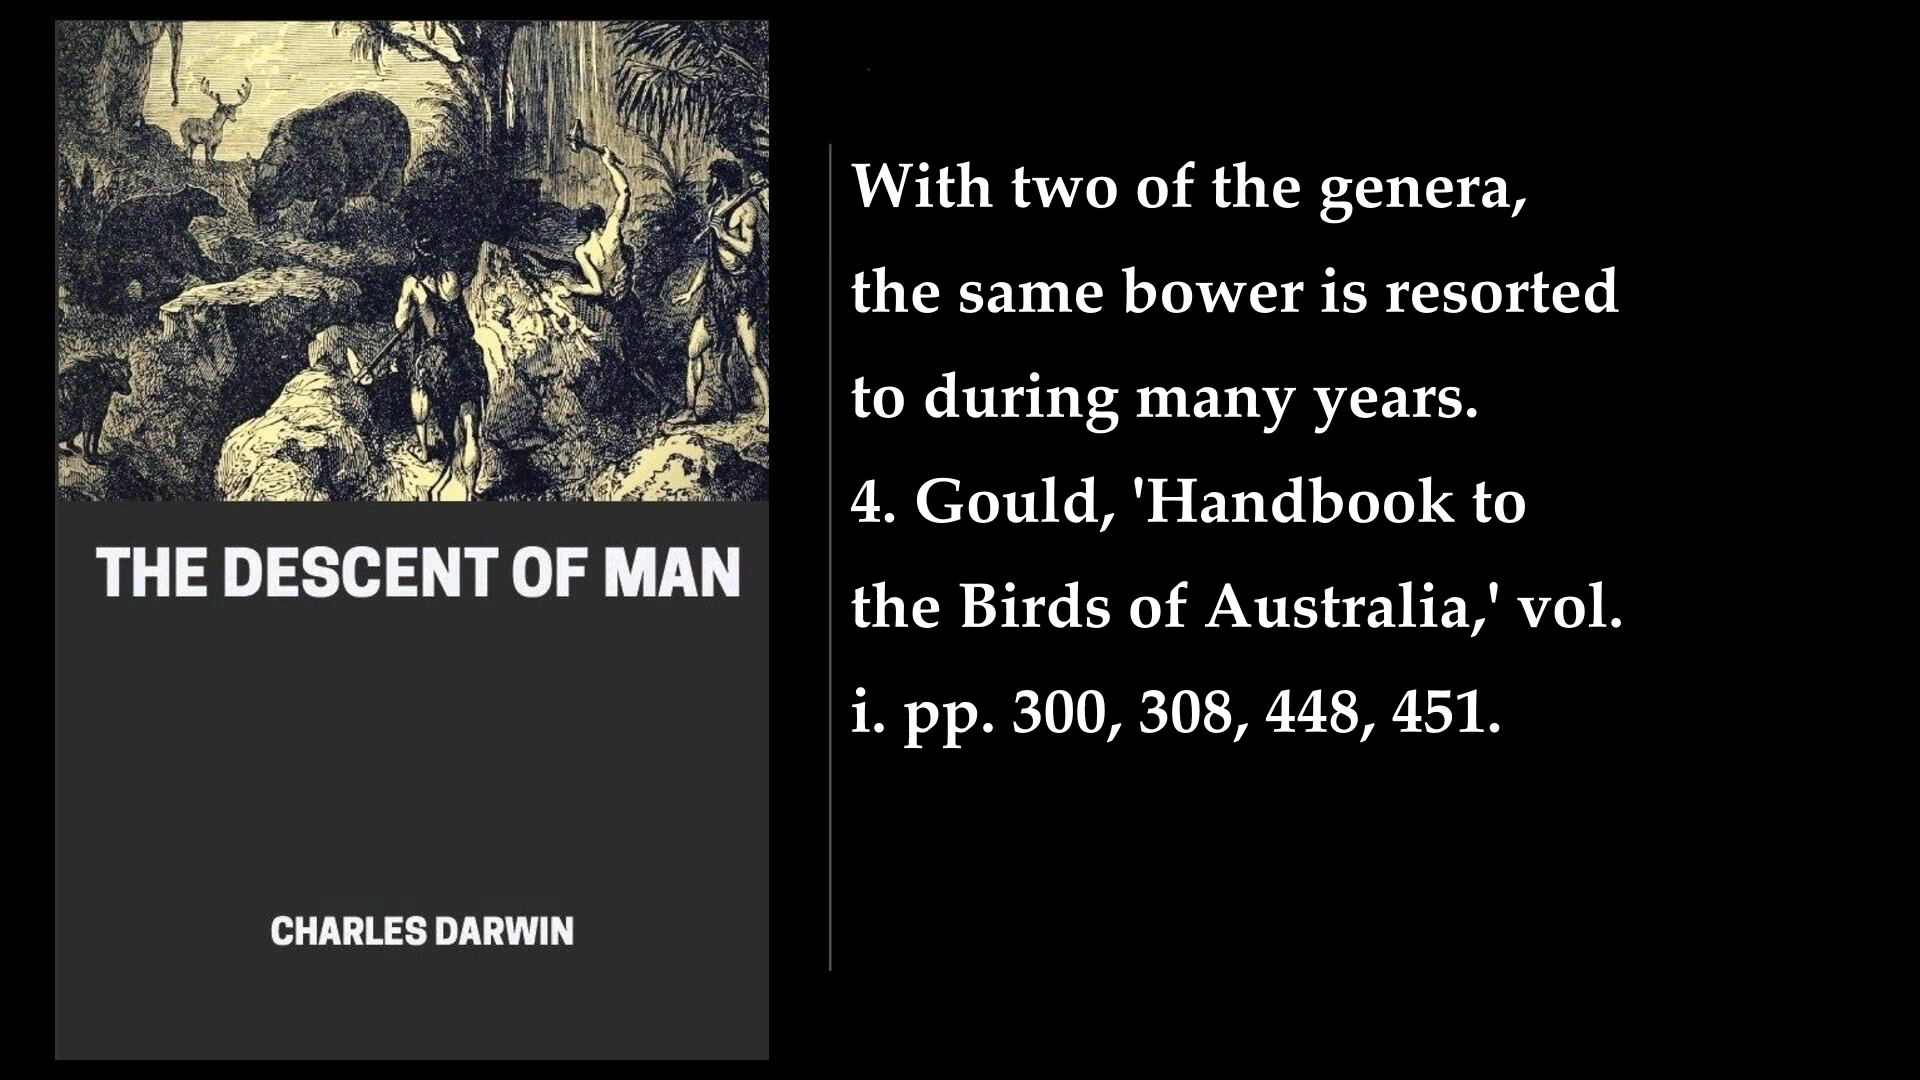 THE DESCENT OF MAN
CHARLES DARWIN
With two of the genera,
the same bower is resorted
to during many years.
4. Gould, 'Handbook to
the Birds of Australia,' vol.
i. pp. 300, 308, 448, 451.